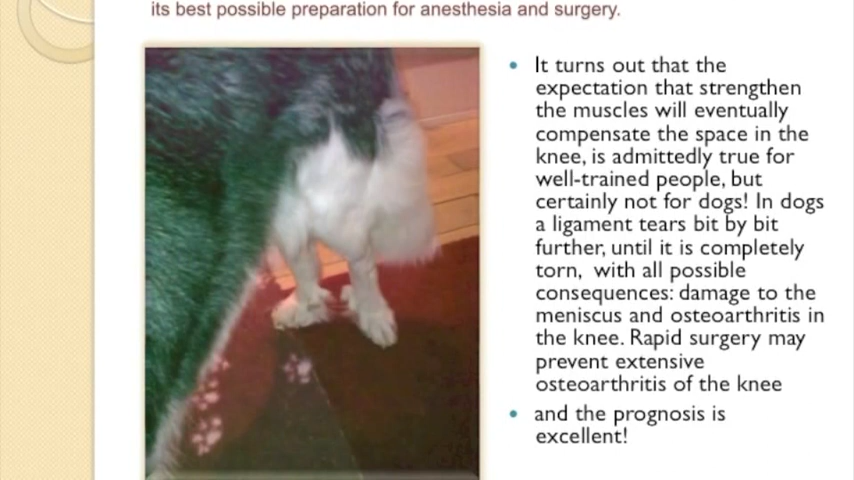 its best possible preparation for anesthesia and surgery.
It turns out that the
expectation that strengthen
the muscles will eventually
compensate the space in the
knee, is admittedly true for
well-trained people, but
certainly not for dogs! In dogs
a ligament tears bit by bit
further, until it is completely
torn, with all possible
consequences: damage to the
meniscus and osteoarthritis in
the knee. Rapid surgery may
prevent extensive
osteoarthritis of the knee
and the prognosis is
excellent!